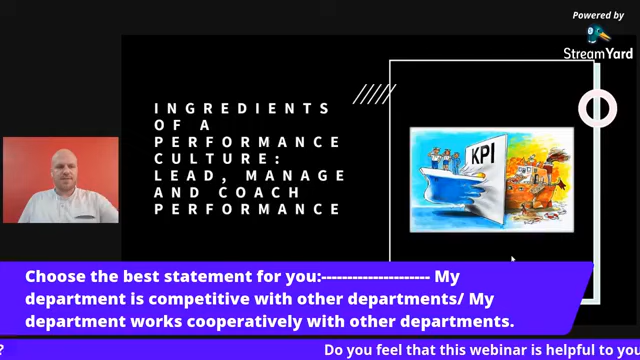 Powered by
StreamYard
INGREDIENTS
OF A
PERFORMANCE
CULTURE:
LEAD, MANAGE
AND COACH
PERFORMANCE
KPI
Choose the best statement for you:--------------------- My
department is competitive with other departments/ My
department works cooperatively with other departments.
?
Do you feel that this webinar is helpful to you